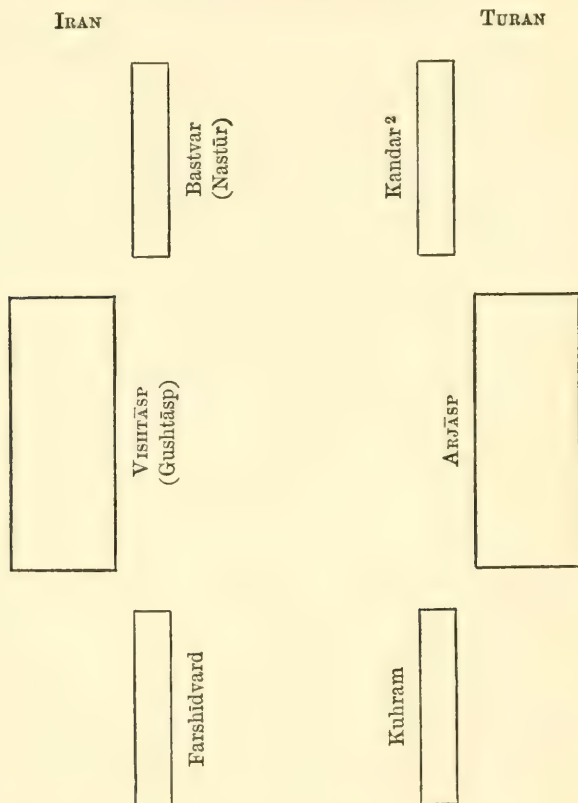 IRAN
TURAN
Bastvar
(Nastūr)
Kandar²
VISHTĀSP
(Gushtāsp)
ARJĀSP
Farshīdvard
Kuhram